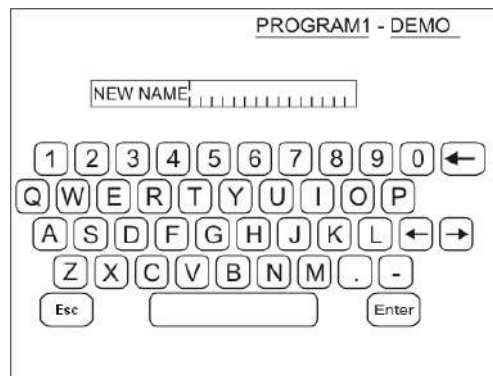 PROGRAM1 - DEMO
NEW NAME
1 2 3 4 5 6 7 8 9 0 ←
Q W E R T Y U I O P
A S D F G H J K L ← →
Z X C V B N M . -
Esc Enter